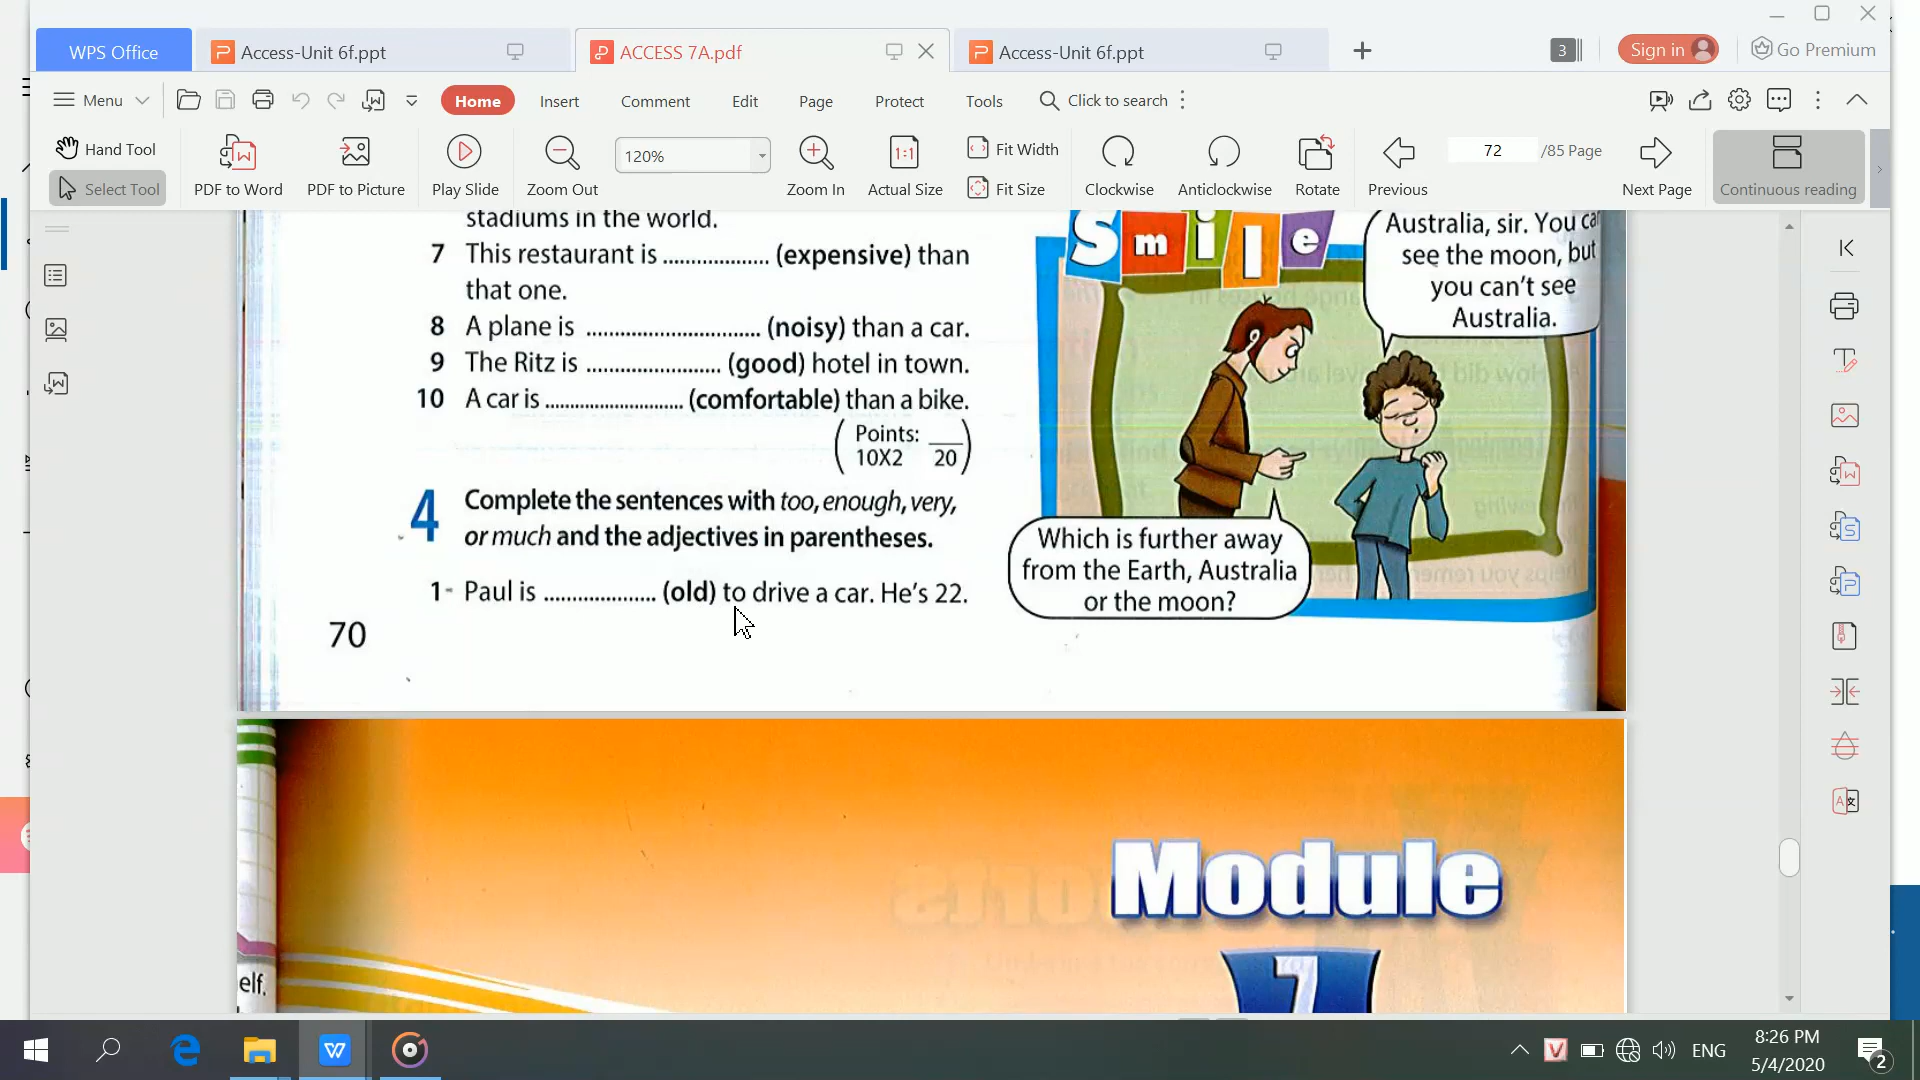 WPS Office
Access-Unit 6f.ppt
ACCESS 7A.pdf
Access-Unit 6f.ppt
3
Sign in
Go Premium
Menu
Home
Insert
Comment
Edit
Page
Protect
Tools
Click to search
Hand Tool
Select Tool
PDF to Word
PDF to Picture
Play Slide
Zoom Out
120%
Zoom In
1:1
Actual Size
Fit Width
Fit Size
Clockwise
Anticlockwise
Rotate
Previous
72
/85 Page
Next Page
Continuous reading
stadiums in the world.
7 This restaurant is ................... (expensive) than
that one.
8 A plane is ............................... (noisy) than a car.
9 The Ritz is ........................ (good) hotel in town.
10 A car is ......................... (comfortable) than a bike.
(Points: ___
10X2 20)
4 Complete the sentences with too, enough, very,
or much and the adjectives in parentheses.
1 Paul is .................... (old) to drive a car. He's 22.
70
Smile
Australia, sir. You can
see the moon, but
you can't see
Australia.
Which is further away
from the Earth, Australia
or the moon?
elf.
Module
7
ENG
8:26 PM
5/4/2020
2